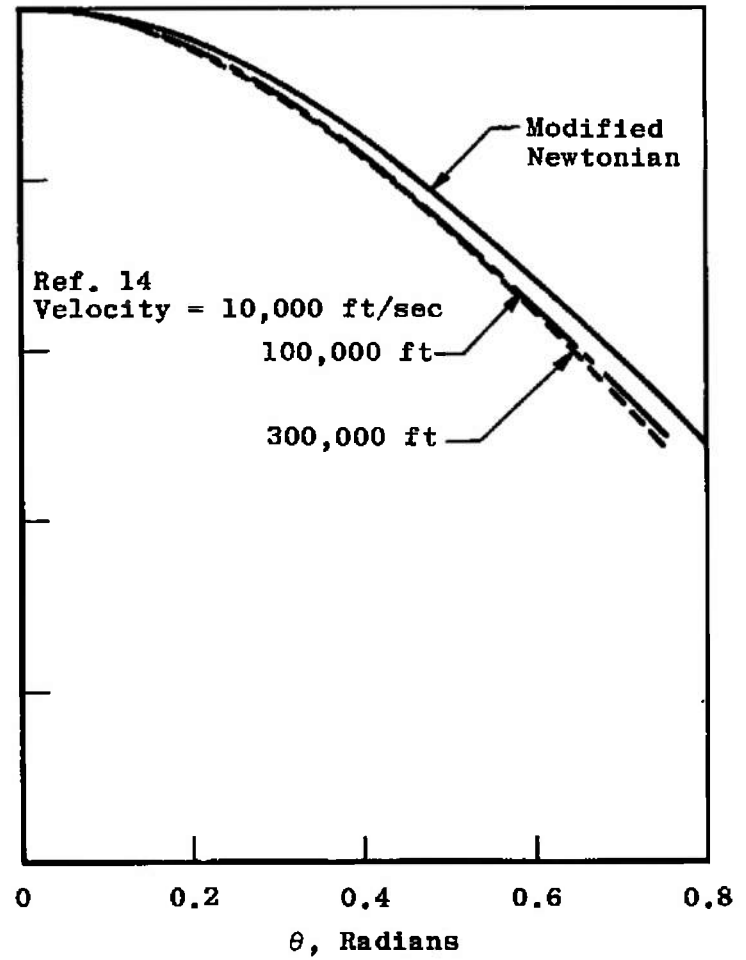 Modified
Newtonian
Ref. 14
Velocity = 10,000 ft/sec
100,000 ft
300,000 ft
0 0.2 0.4 0.6 0.8
θ, Radians